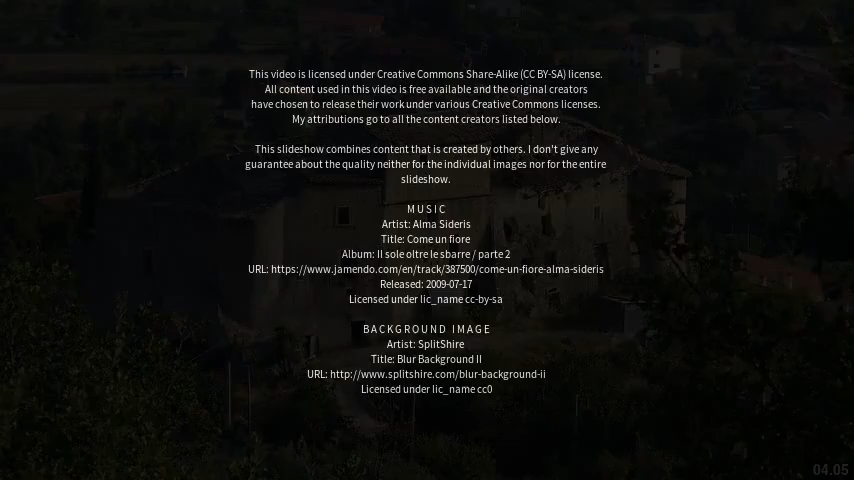 This video is licensed under Creative Commons Share-Alike (CC BY-SA) license.
All content used in this video is free available and the original creators
have chosen to release their work under various Creative Commons licenses.
My attributions go to all the content creators listed below.
This slideshow combines content that is created by others. I don't give any
guarantee about the quality neither for the individual images nor for the entire
slideshow.
MUSIC
Artist: Alma Sideris
Title: Come un fiore
Album: Il sole oltre le sbarre / parte 2
URL: https://www.jamendo.com/en/track/387500/come-un-fiore-alma-sideris
Released: 2009-07-17
Licensed under lic_name cc-by-sa
BACKGROUND IMAGE
Artist: SplitShire
Title: Blur Background II
URL: http://www.splitshire.com/blur-background-ii
Licensed under lic_name cc0
04.05